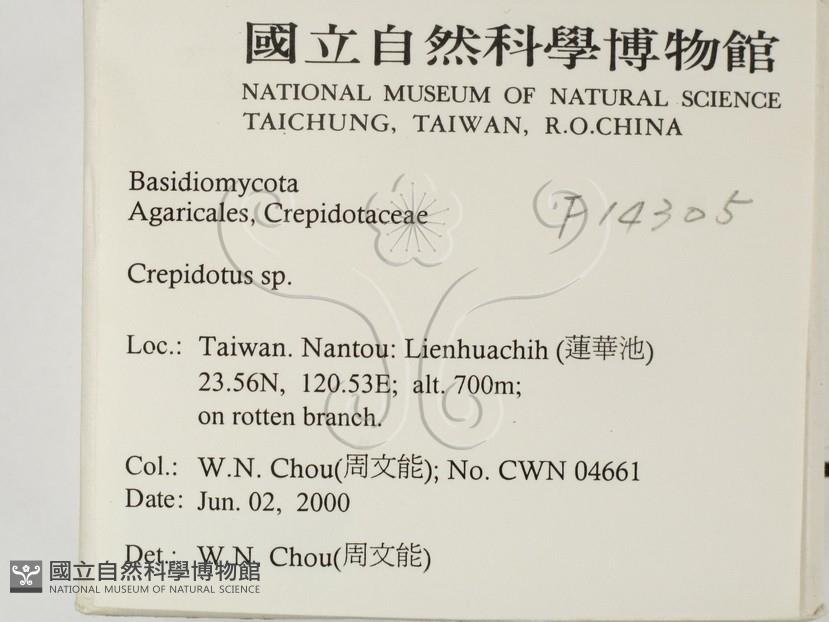 國立自然科學博物館
NATIONAL MUSEUM OF NATURAL SCIENCE
TAICHUNG, TAIWAN, R.O.CHINA
Basidiomycota
Agaricales, Crepidotaceae
F14305
Crepidotus sp.
Loc.: Taiwan. Nantou: Lienhuachih (蓮華池)
23.56N, 120.53E; alt. 700m;
on rotten branch.
Col.: W.N. Chou(周文能); No. CWN 04661
Date: Jun. 02, 2000
Det.: W.N. Chou(周文能)
國立自然科學博物館
NATIONAL MUSEUM OF NATURAL SCIENCE